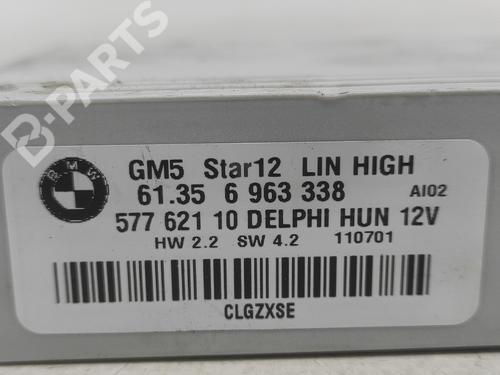 B-PARTS
BMW
GM5 Star12 LIN HIGH
61.35 6 963 338 AI02
577 621 10 DELPHI HUN 12V
HW 2.2 SW 4.2 110701
CLGZXSE